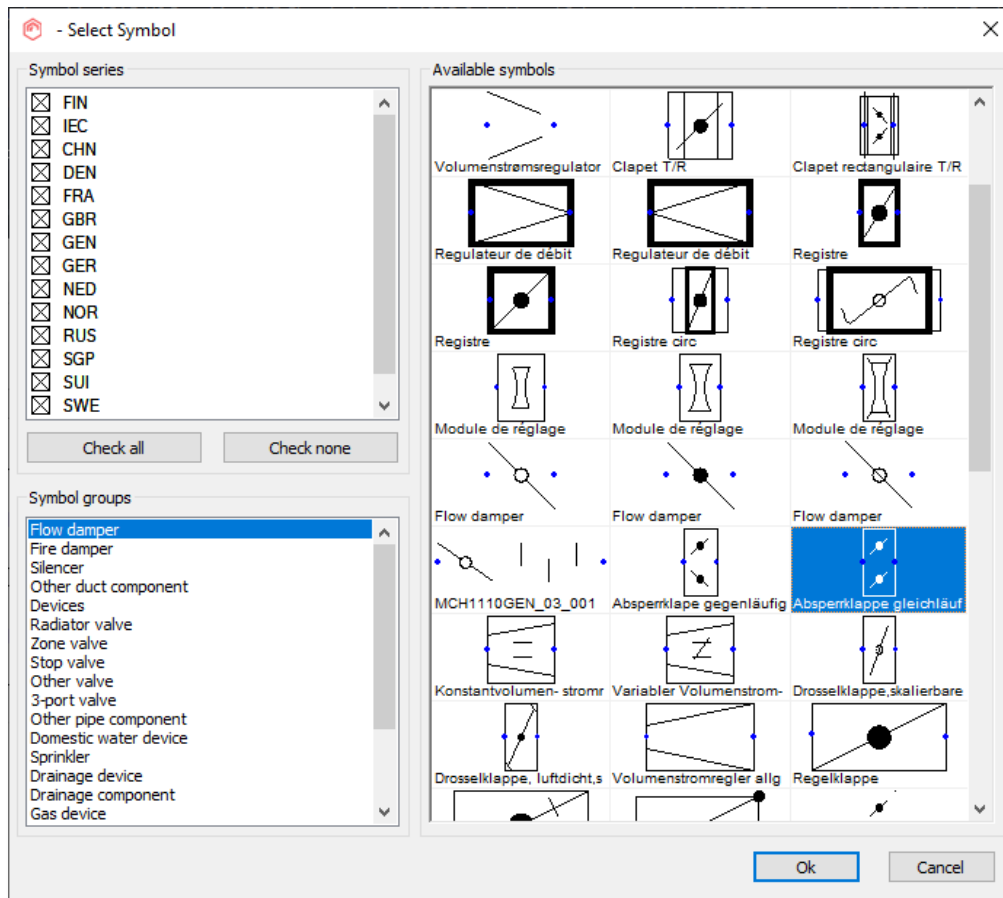 - Select Symbol
Symbol series
FIN
IEC
CHN
DEN
FRA
GBR
GEN
GER
NED
NOR
RUS
SGP
SUI
SWE
Check all
Check none
Symbol groups
Flow damper
Fire damper
Silencer
Other duct component
Devices
Radiator valve
Zone valve
Stop valve
Other valve
3-port valve
Other pipe component
Domestic water device
Sprinkler
Drainage device
Drainage component
Gas device
Available symbols
Volumenstrømsregulator
Clapet T/R
Clapet rectangulaire T/R
Regulateur de débit
Regulateur de débit
Registre
Registre
Registre circ
Registre circ
Module de réglage
Module de réglage
Module de réglage
Flow damper
Flow damper
Flow damper
MCH1110GEN_03_001
Absperrklape gegenläufig
Absperrklappe gleichläuf
Konstantvolumen- stromr
Variabler Volumenstrom-
Drosselklappe,skalierbare
Drosselklappe, luftdicht,s
Volumenstromregler allg
Regelklappe
Ok
Cancel